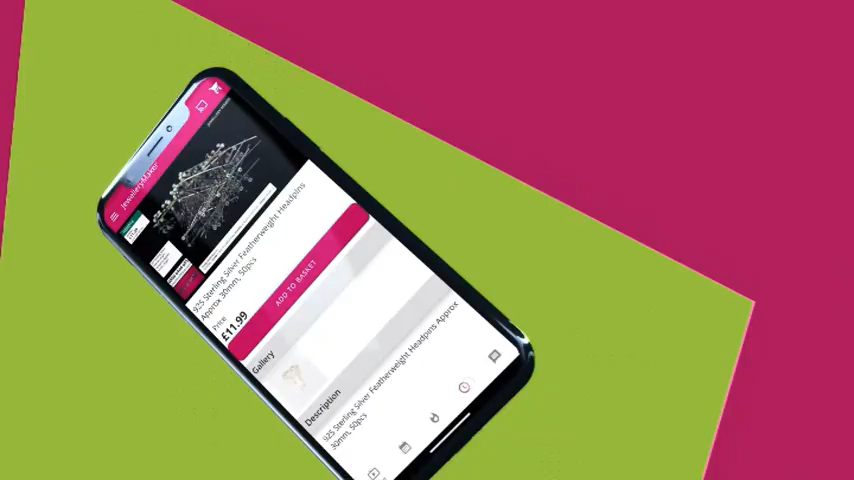 JewelleryMaker
925 Sterling Silver Featherweight Headpins
Approx 30mm, 50pcs
Price
£11.99
ADD TO BASKET
Gallery
Description
925 Sterling Silver Featherweight Headpins Approx
30mm, 50pcs